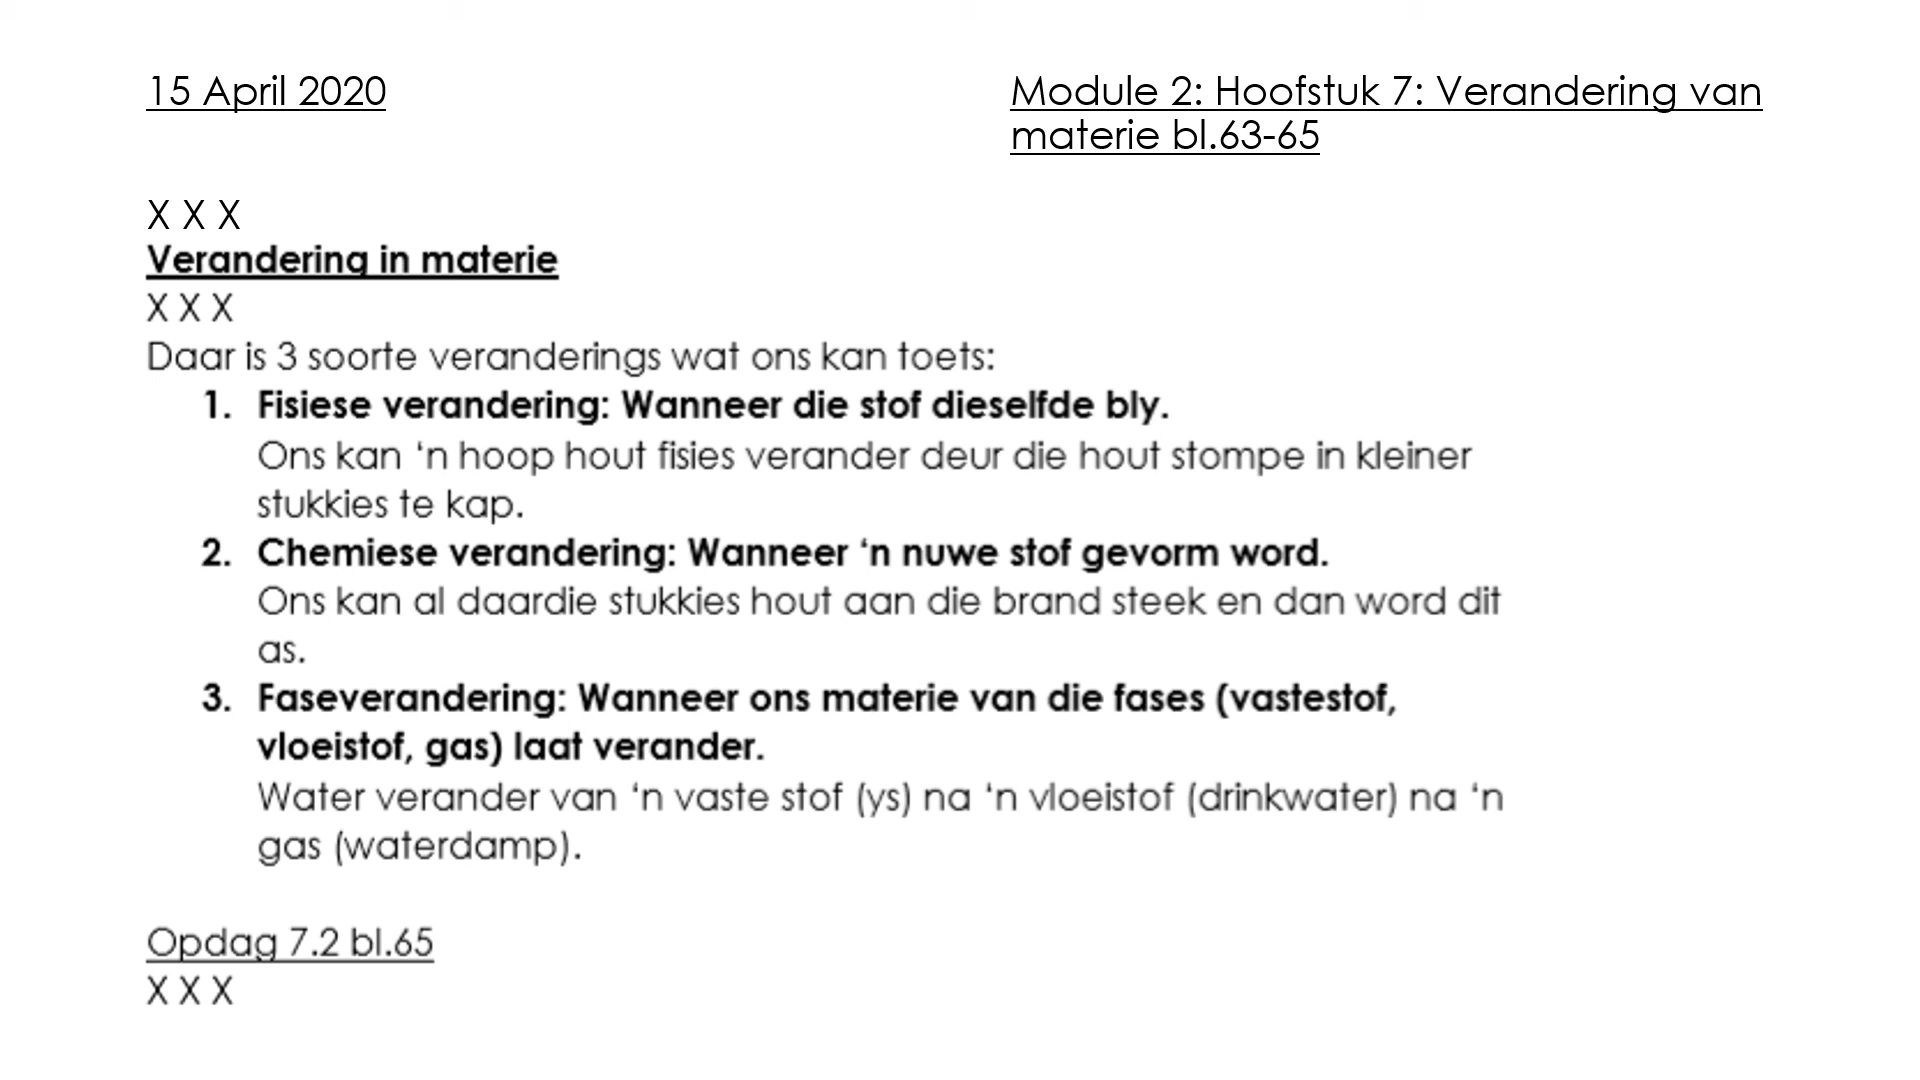 15 April 2020
Module 2: Hoofstuk 7: Verandering van
materie bl.63-65
X X X
Verandering in materie
X X X
Daar is 3 soorte veranderings wat ons kan toets:
1. Fisiese verandering: Wanneer die stof dieselfde bly.
Ons kan ‘n hoop hout fisies verander deur die hout stompe in kleiner
stukkies te kap.
2. Chemiese verandering: Wanneer ‘n nuwe stof gevorm word.
Ons kan al daardie stukkies hout aan die brand steek en dan word dit
as.
3. Faseverandering: Wanneer ons materie van die fases (vastestof,
vloeistof, gas) laat verander.
Water verander van ‘n vaste stof (ys) na ‘n vloeistof (drinkwater) na ‘n
gas (waterdamp).
Opdag 7.2 bl.65
X X X